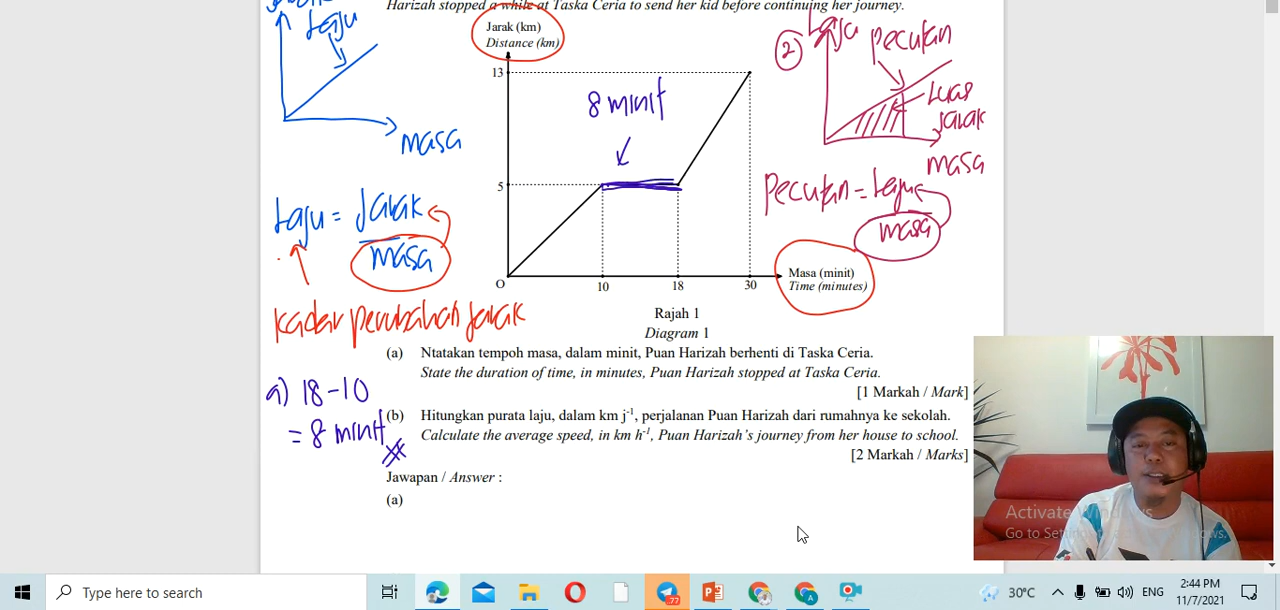 Harizah stopped a while at Taska Ceria to send her kid before continuing her journey.
Laju
masa
Jarak (km)
Distance (km)
13
5
O
10
18
30
8 minit
Masa (minit)
Time (minutes)
2
Laju
pecutan
Luas
Jarak
masa
Laju = Jarak
masa
Pecutan = Laju
masa
kadar perubahan jarak
Rajah 1
Diagram 1
(a) Ntatakan tempoh masa, dalam minit, Puan Harizah berhenti di Taska Ceria.
State the duration of time, in minutes, Puan Harizah stopped at Taska Ceria.
[1 Markah / Mark]
a) 18-10
= 8 minit
(b) Hitungkan purata laju, dalam km j⁻¹, perjalanan Puan Harizah dari rumahnya ke sekolah.
Calculate the average speed, in km h⁻¹, Puan Harizah's journey from her house to school.
[2 Markah / Marks]
Jawapan / Answer :
(a)
Activate Windows
Go to Settings
Type here to search
77
30°C
ENG
2:44 PM
11/7/2021